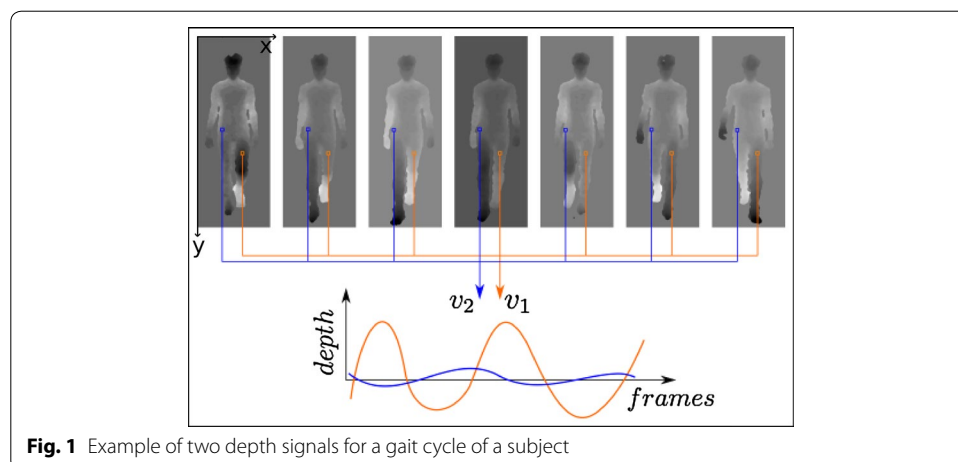 x
y
v2 v1
depth
frames
Fig. 1 Example of two depth signals for a gait cycle of a subject